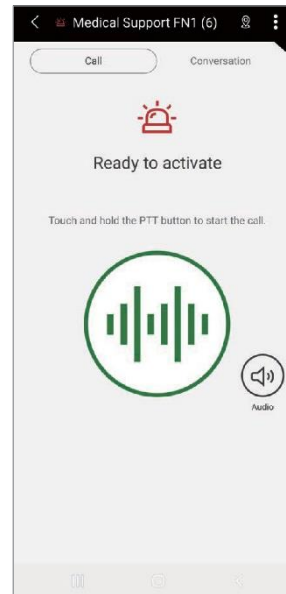 Medical Support FN1 (6)
Call
Conversation
Ready to activate
Touch and hold the PTT button to start the call.
Audio